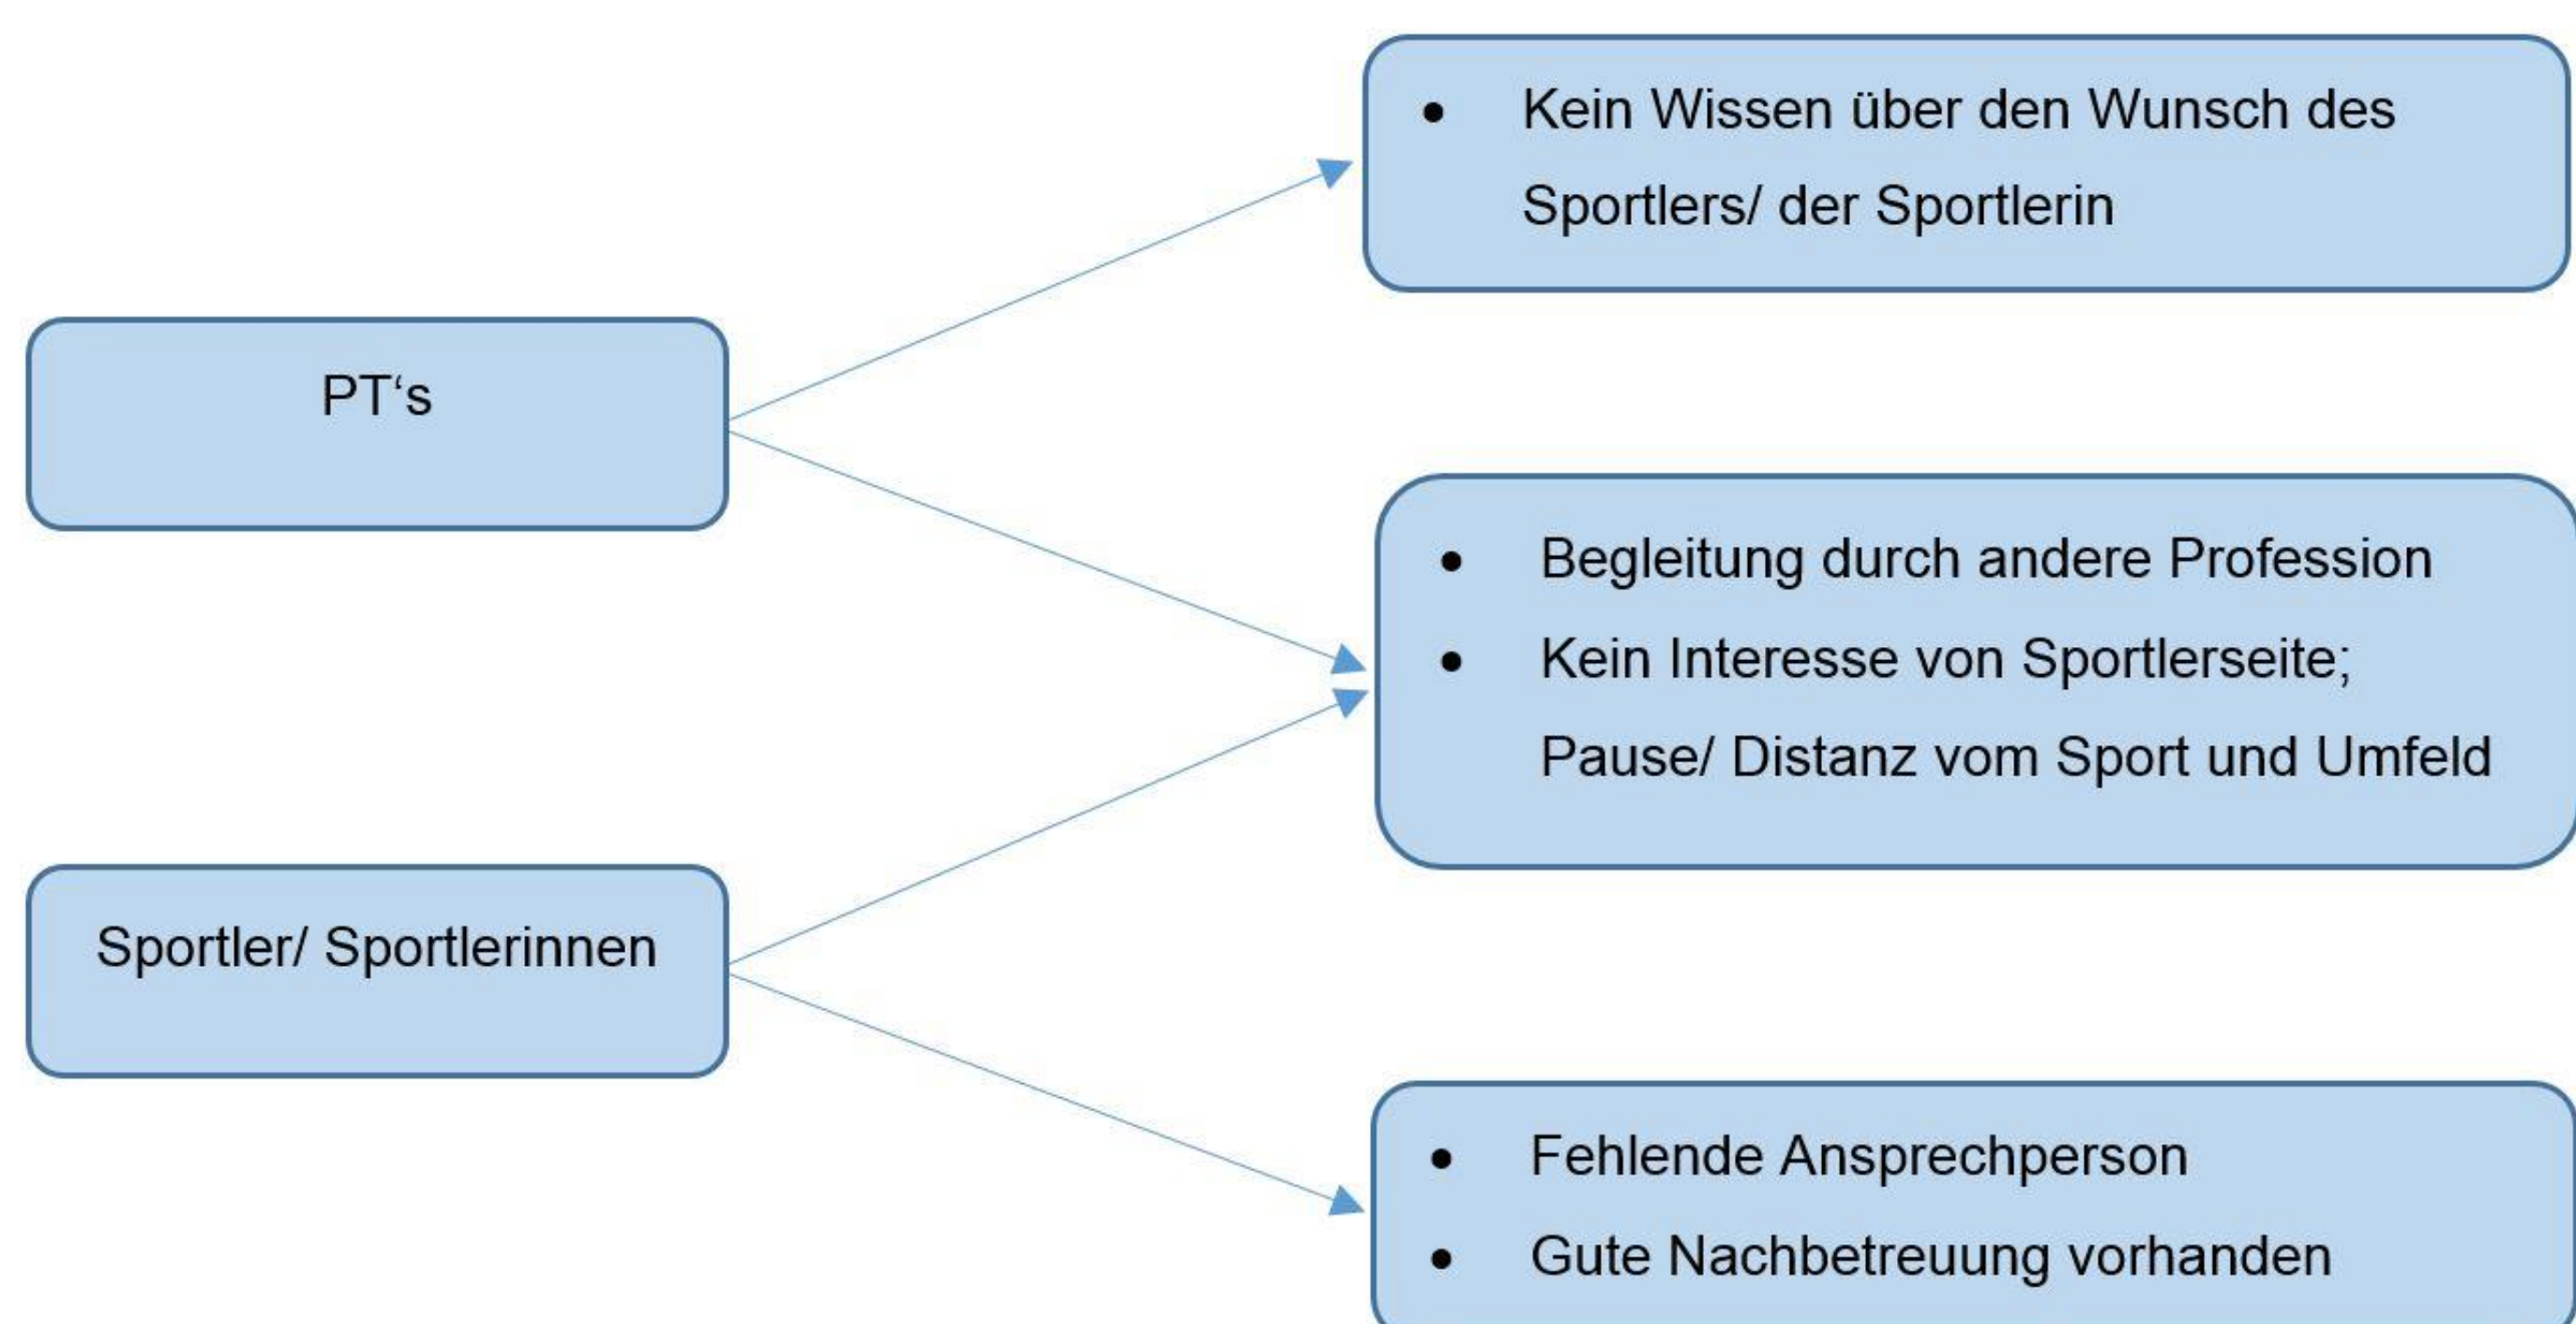 • Kein Wissen über den Wunsch des
Sportlers/ der Sportlerin
PT‘s
• Begleitung durch andere Profession
• Kein Interesse von Sportlerseite;
Pause/ Distanz vom Sport und Umfeld
Sportler/ Sportlerinnen
• Fehlende Ansprechperson
• Gute Nachbetreuung vorhanden